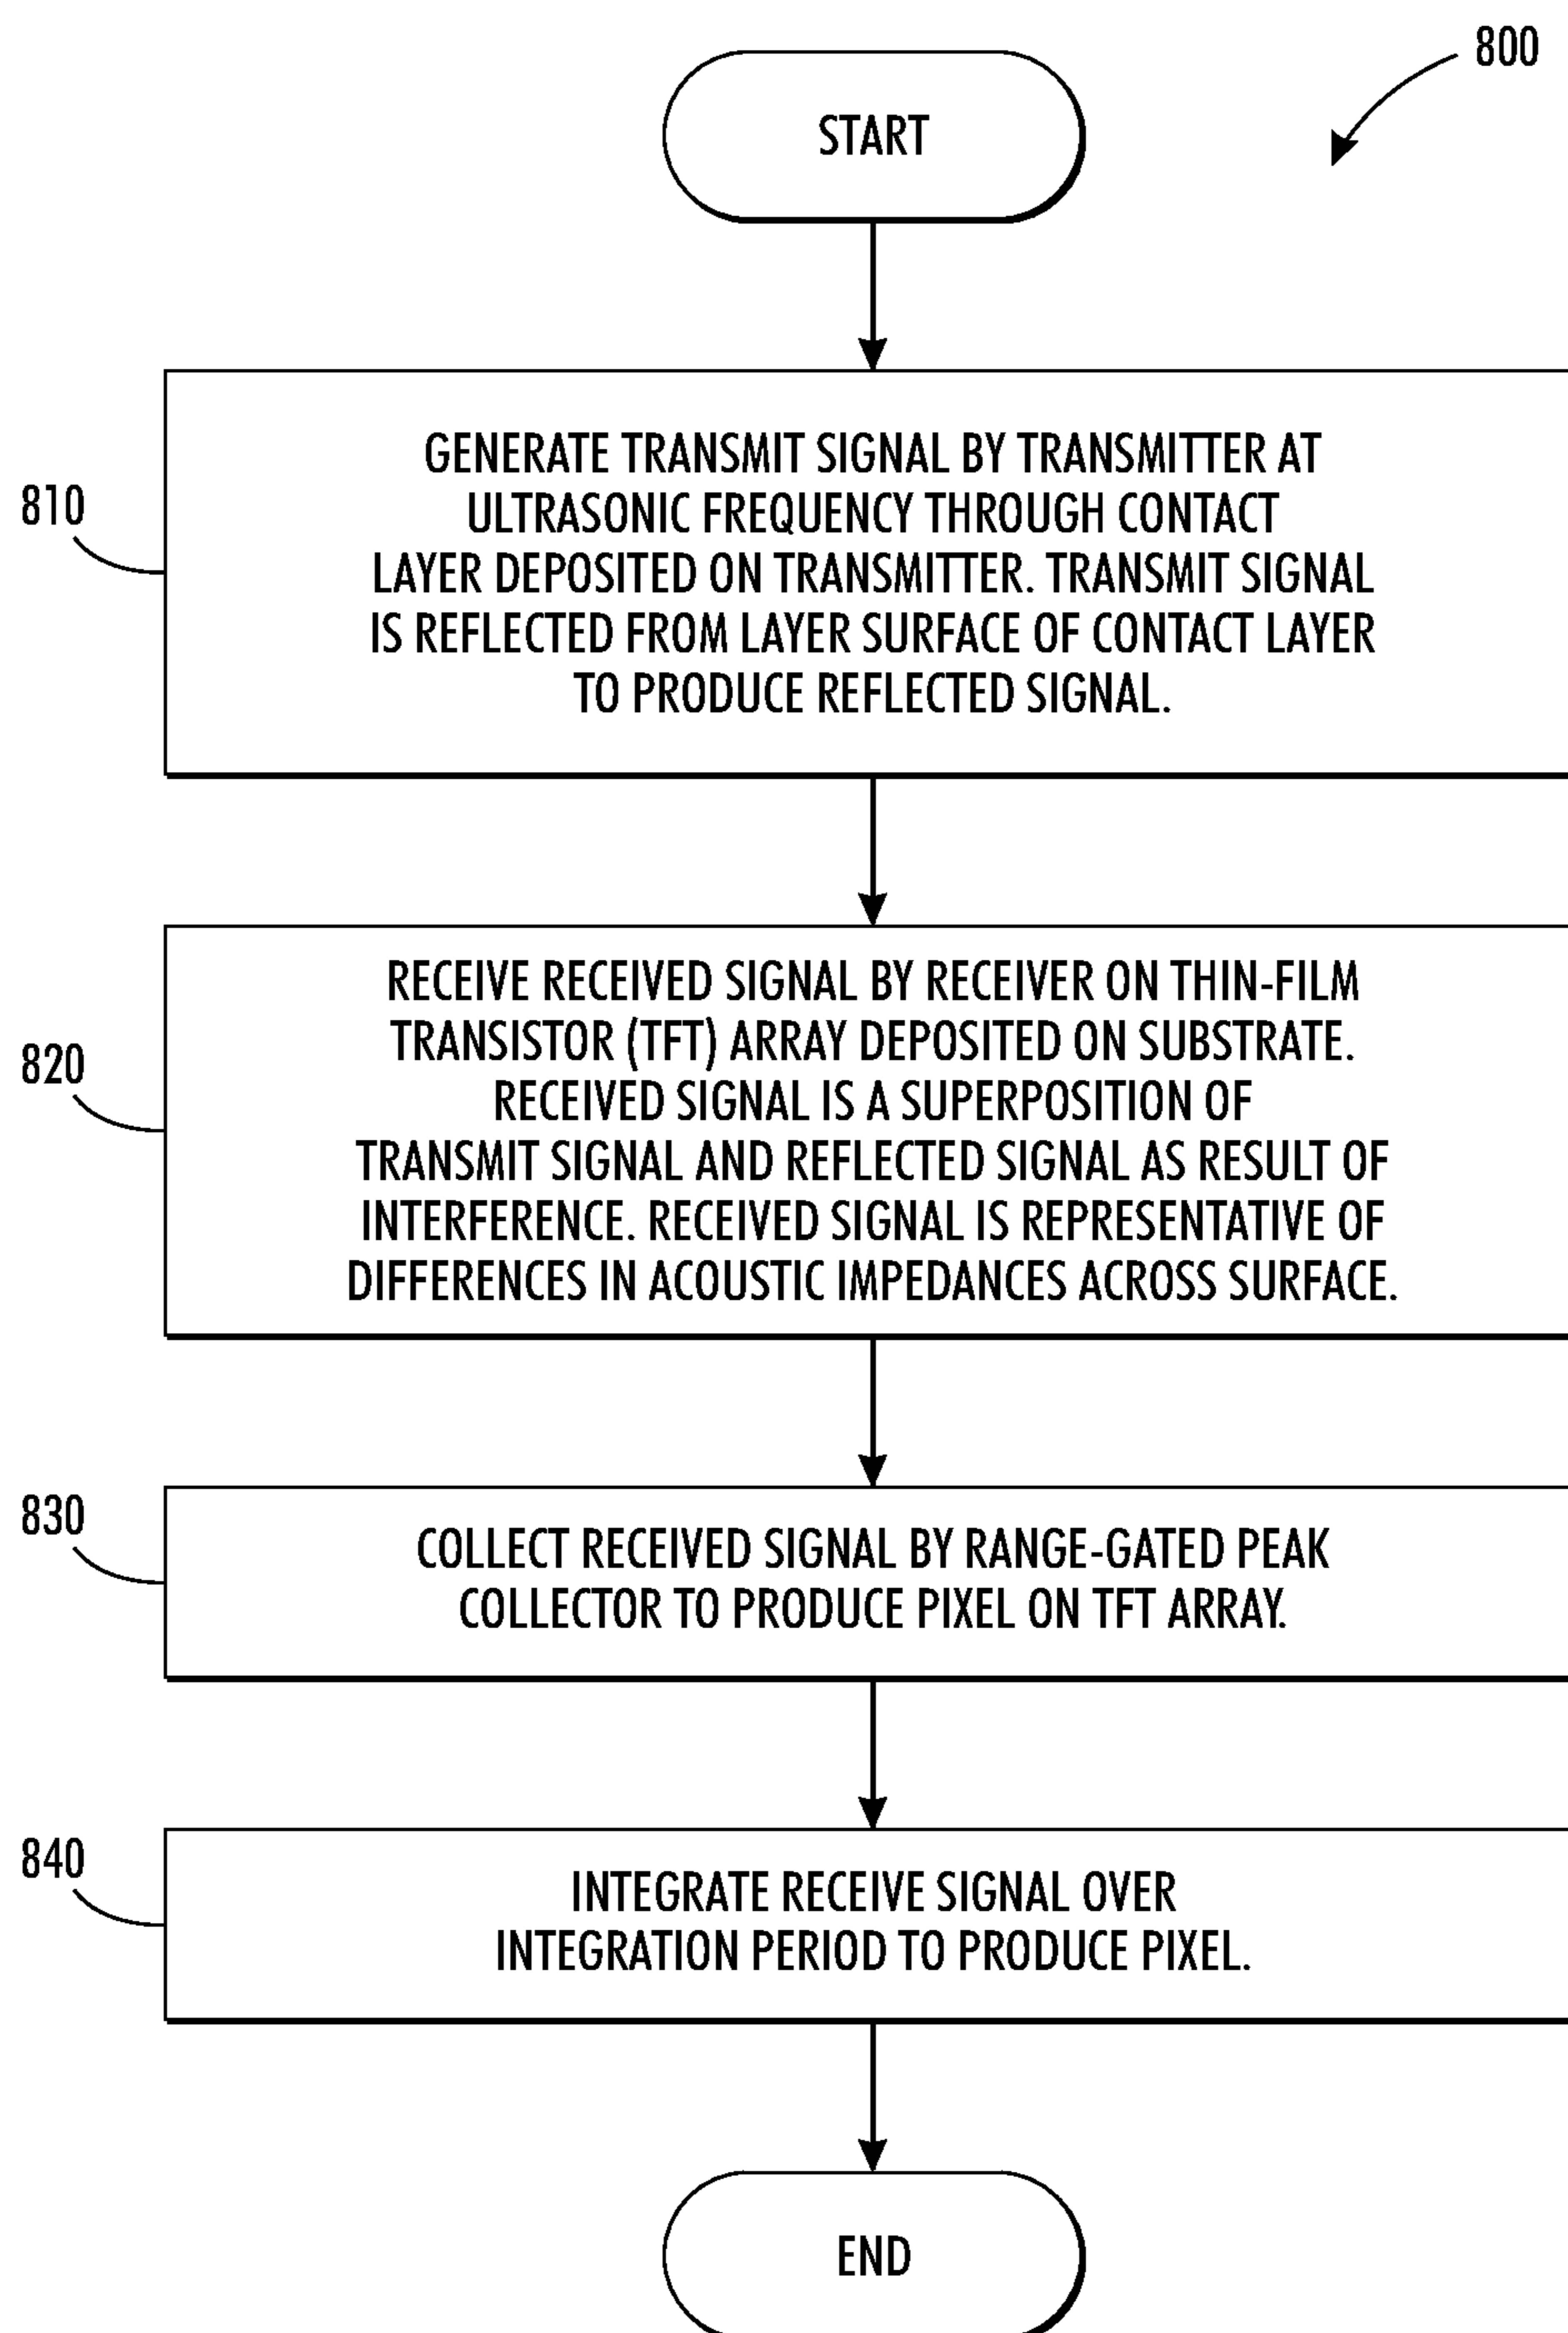 800
START
810
GENERATE TRANSMIT SIGNAL BY TRANSMITTER AT
ULTRASONIC FREQUENCY THROUGH CONTACT
LAYER DEPOSITED ON TRANSMITTER. TRANSMIT SIGNAL
IS REFLECTED FROM LAYER SURFACE OF CONTACT LAYER
TO PRODUCE REFLECTED SIGNAL.
820
RECEIVE RECEIVED SIGNAL BY RECEIVER ON THIN-FILM
TRANSISTOR (TFT) ARRAY DEPOSITED ON SUBSTRATE.
RECEIVED SIGNAL IS A SUPERPOSITION OF
TRANSMIT SIGNAL AND REFLECTED SIGNAL AS RESULT OF
INTERFERENCE. RECEIVED SIGNAL IS REPRESENTATIVE OF
DIFFERENCES IN ACOUSTIC IMPEDANCES ACROSS SURFACE.
830
COLLECT RECEIVED SIGNAL BY RANGE-GATED PEAK
COLLECTOR TO PRODUCE PIXEL ON TFT ARRAY.
840
INTEGRATE RECEIVE SIGNAL OVER
INTEGRATION PERIOD TO PRODUCE PIXEL.
END